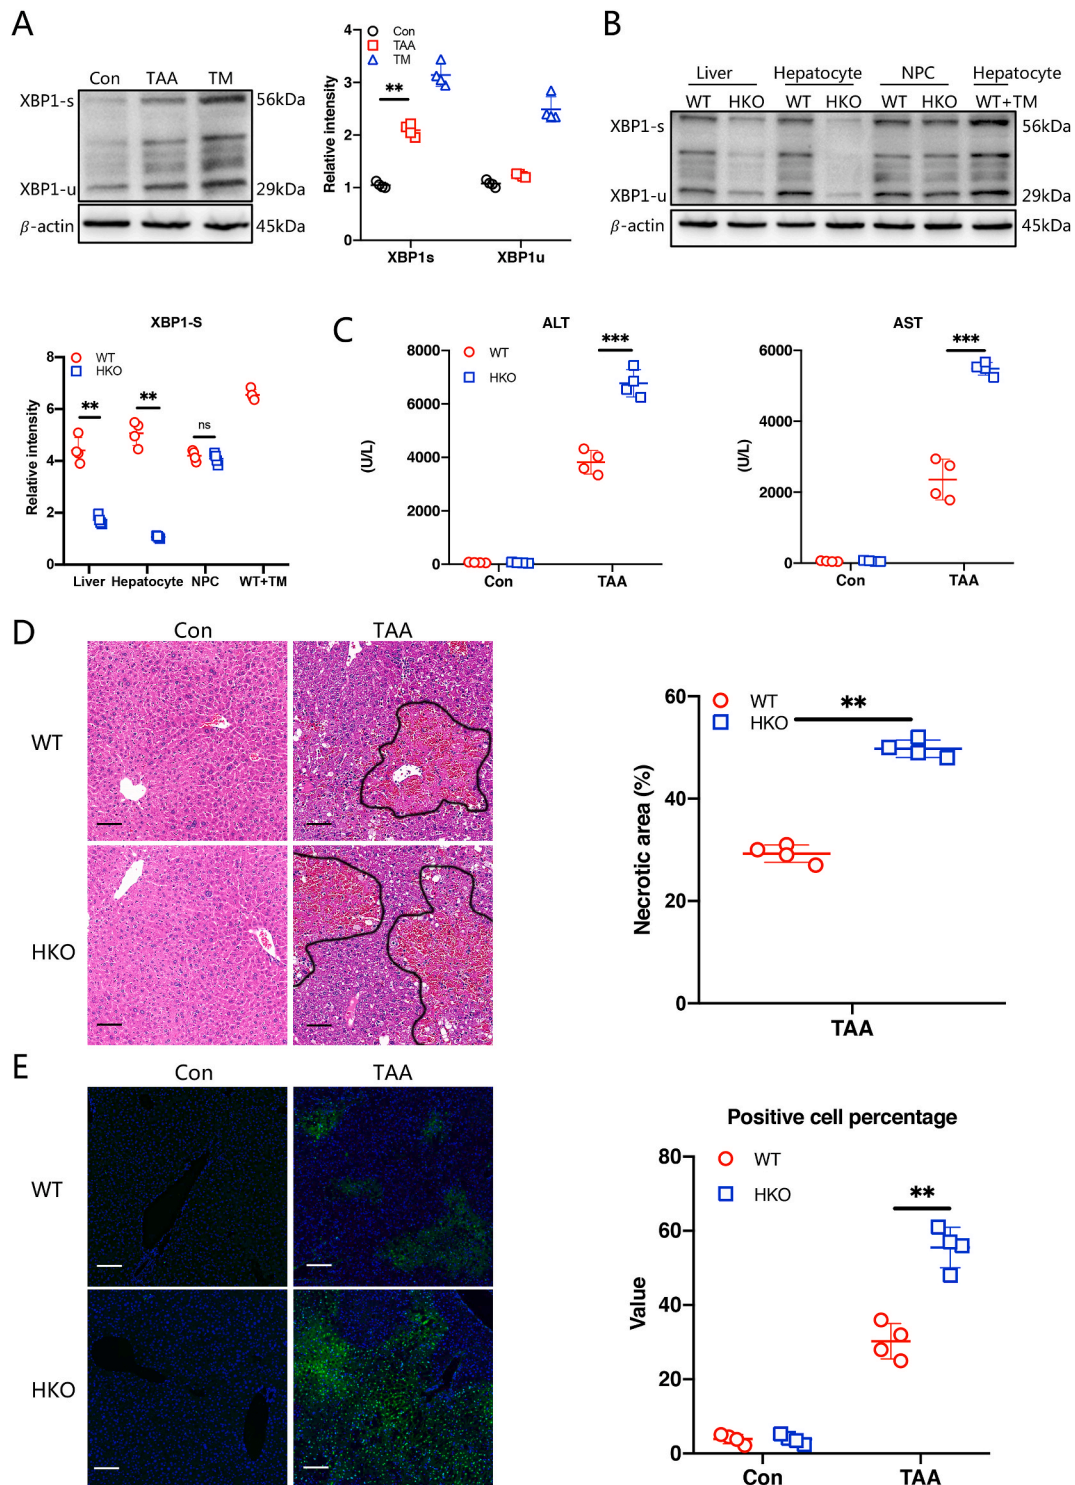 A
Con TAA TM
XBP1-s 56kDa
XBP1-u 29kDa
β-actin 45kDa
Con
TAA
TM
**
Relative intensity
4
3
2
1
0
XBP1s XBP1u
B
Liver Hepatocyte NPC Hepatocyte
WT HKO WT HKO WT HKO WT+TM
XBP1-s 56kDa
XBP1-u 29kDa
β-actin 45kDa
XBP1-S
WT
HKO
** ** ns
Relative intensity
8
6
4
2
0
Liver Hepatocyte NPC WT+TM
C
ALT
WT
HKO
***
(U/L)
8000
6000
4000
2000
0
Con TAA
AST
***
(U/L)
6000
4000
2000
0
Con TAA
D
Con TAA
WT
HKO
WT
HKO
**
Necrotic area (%)
60
40
20
0
TAA
E
Con TAA
WT
HKO
Positive cell percentage
WT
HKO
**
Value
80
60
40
20
0
Con TAA